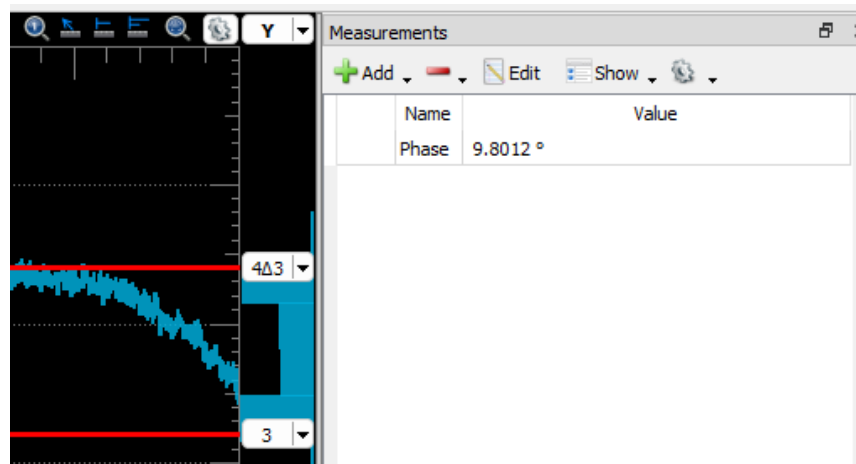 Y
Measurements
Add
Edit
Show
Name Value
Phase 9.8012 °
4Δ3
3